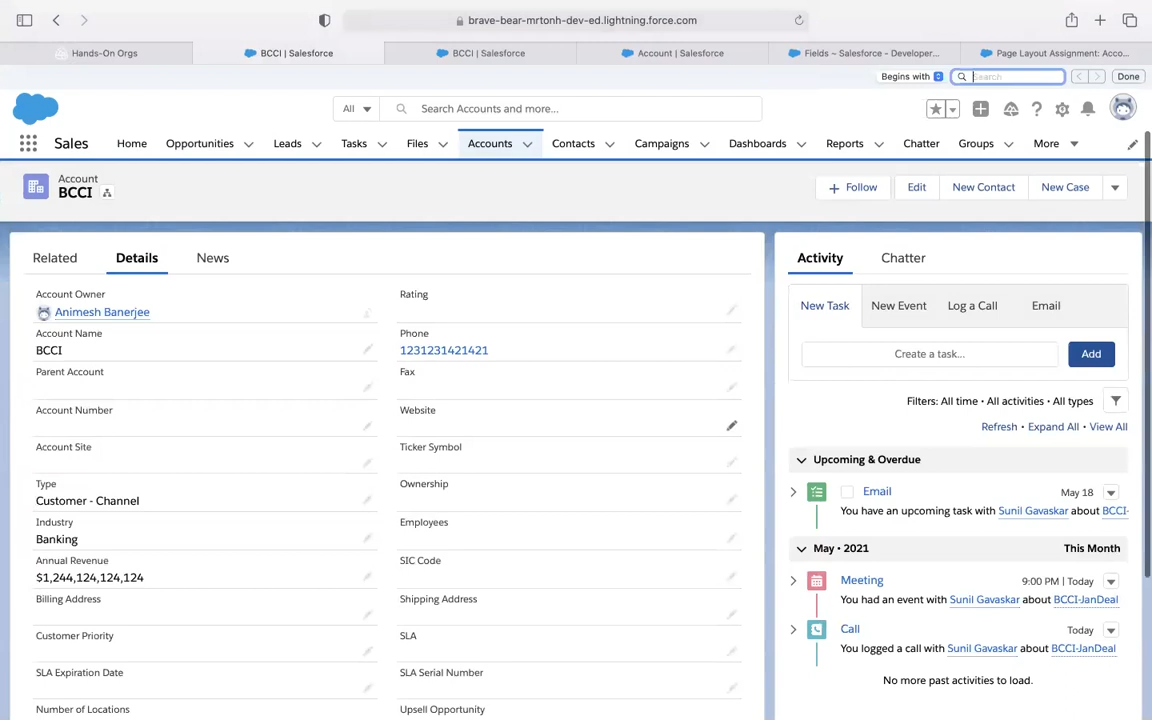 brave-bear-mrtonh-dev-ed.lightning.force.com
Hands-On Orgs
BCCI | Salesforce
BCCI | Salesforce
Account | Salesforce
Fields ~ Salesforce - Developer...
Page Layout Assignment: Acco...
Begins with
Search
Done
All
Search Accounts and more...
Sales
Home
Opportunities
Leads
Tasks
Files
Accounts
Contacts
Campaigns
Dashboards
Reports
Chatter
Groups
More
Account
BCCI
Follow
Edit
New Contact
New Case
Related
Details
News
Account Owner
Animesh Banerjee
Account Name
BCCI
Parent Account
Account Number
Account Site
Type
Customer - Channel
Industry
Banking
Annual Revenue
$1,244,124,124,124
Billing Address
Customer Priority
SLA Expiration Date
Number of Locations
Rating
Phone
1231231421421
Fax
Website
Ticker Symbol
Ownership
Employees
SIC Code
Shipping Address
SLA
SLA Serial Number
Upsell Opportunity
Activity
Chatter
New Task
New Event
Log a Call
Email
Create a task...
Add
Filters: All time • All activities • All types
Refresh • Expand All • View All
Upcoming & Overdue
Email
May 18
You have an upcoming task with Sunil Gavaskar about BCCI-
May • 2021
This Month
Meeting
9:00 PM | Today
You had an event with Sunil Gavaskar about BCCI-JanDeal
Call
Today
You logged a call with Sunil Gavaskar about BCCI-JanDeal
No more past activities to load.